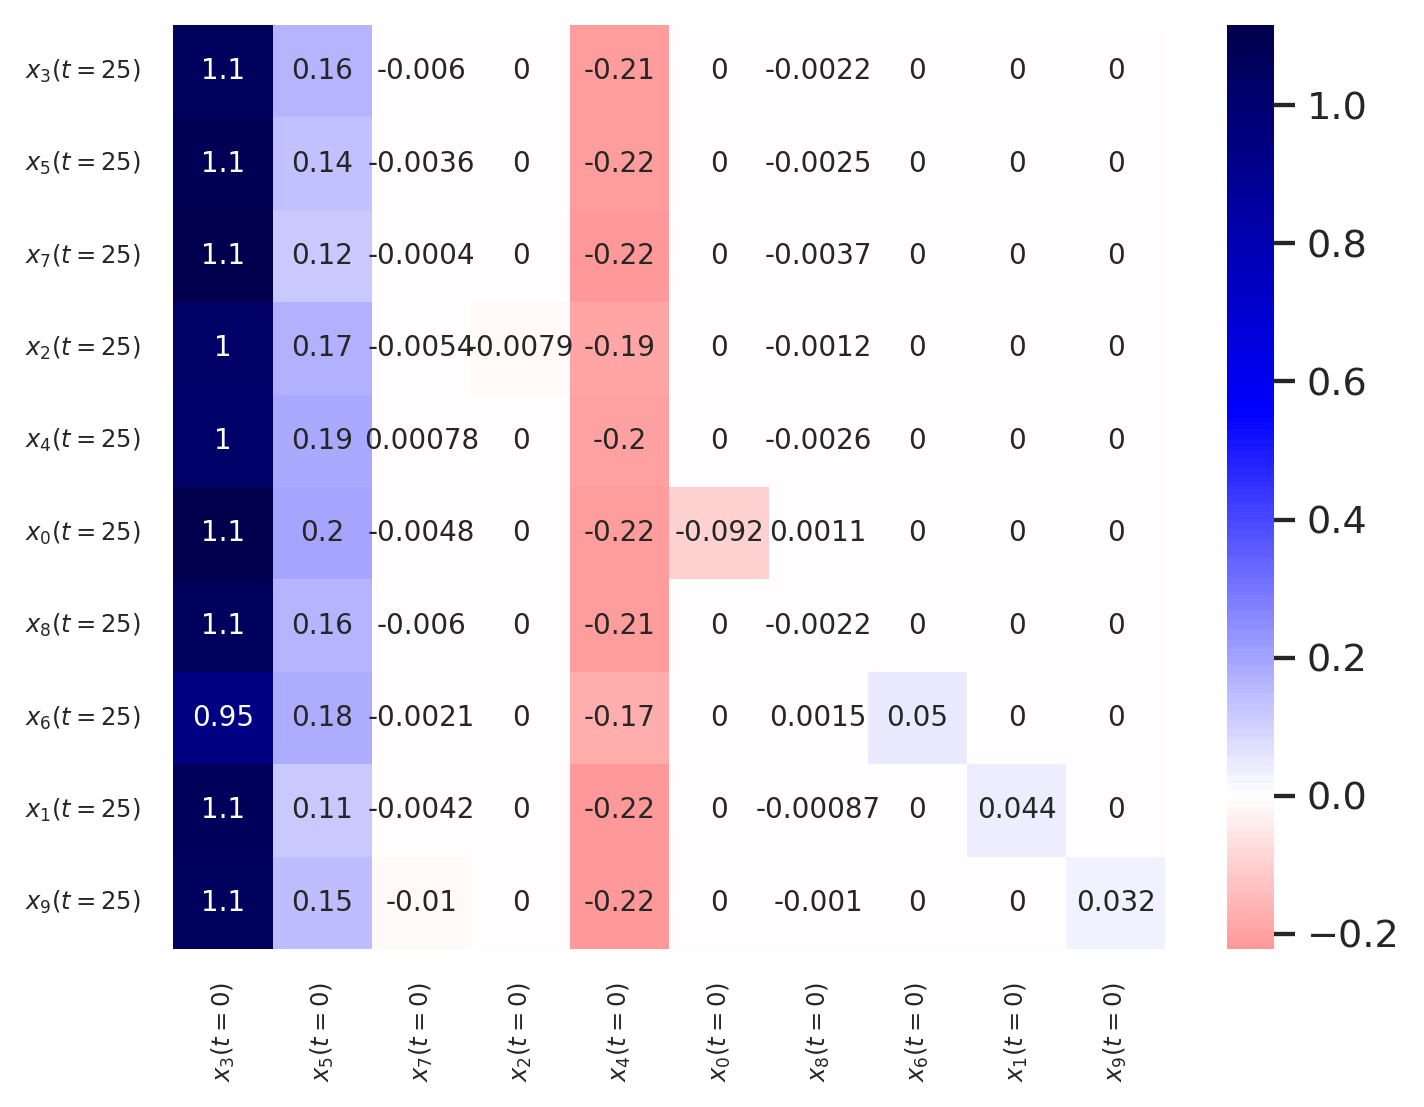 x₃(t = 25) 1.1 0.16 -0.006 0 -0.21 0 -0.0022 0 0 0
x₅(t = 25) 1.1 0.14 -0.0036 0 -0.22 0 -0.0025 0 0 0
x₇(t = 25) 1.1 0.12 -0.0004 0 -0.22 0 -0.0037 0 0 0
x₂(t = 25) 1 0.17 -0.0054 -0.0079 -0.19 0 -0.0012 0 0 0
x₄(t = 25) 1 0.19 0.00078 0 -0.2 0 -0.0026 0 0 0
x₀(t = 25) 1.1 0.2 -0.0048 0 -0.22 -0.092 0.0011 0 0 0
x₈(t = 25) 1.1 0.16 -0.006 0 -0.21 0 -0.0022 0 0 0
x₆(t = 25) 0.95 0.18 -0.0021 0 -0.17 0 0.0015 0.05 0 0
x₁(t = 25) 1.1 0.11 -0.0042 0 -0.22 0 -0.00087 0 0.044 0
x₉(t = 25) 1.1 0.15 -0.01 0 -0.22 0 -0.001 0 0 0.032
x₃(t = 0) x₅(t = 0) x₇(t = 0) x₂(t = 0) x₄(t = 0) x₀(t = 0) x₈(t = 0) x₆(t = 0) x₁(t = 0) x₉(t = 0)
1.0
0.8
0.6
0.4
0.2
0.0
−0.2